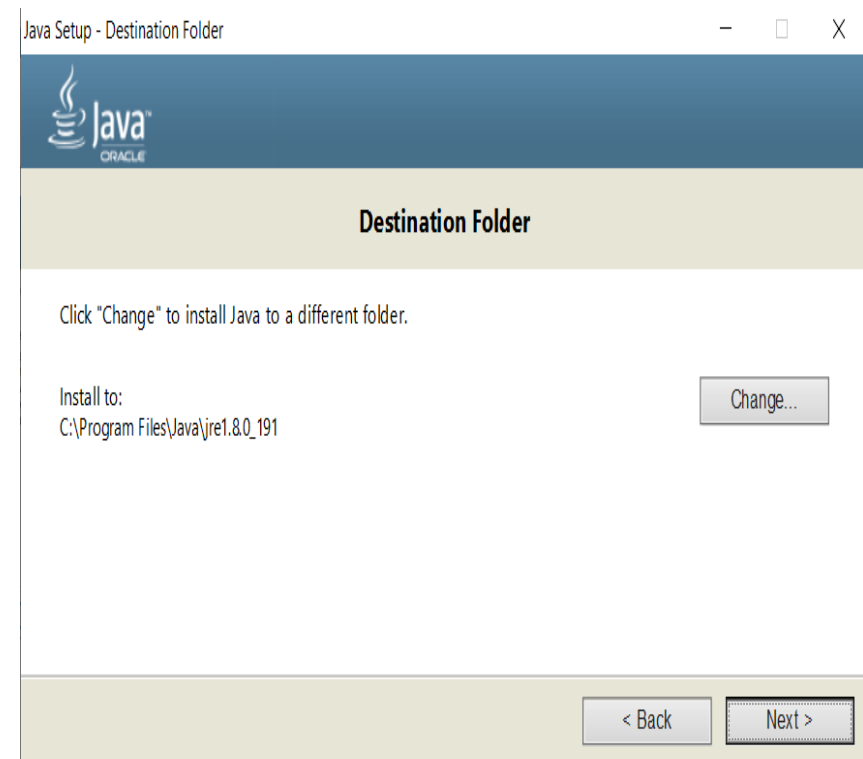 Java Setup - Destination Folder
Java™
ORACLE
Destination Folder
Click "Change" to install Java to a different folder.
Install to:
Change...
C:\Program Files\Java\jre1.8.0_191
< Back
Next >